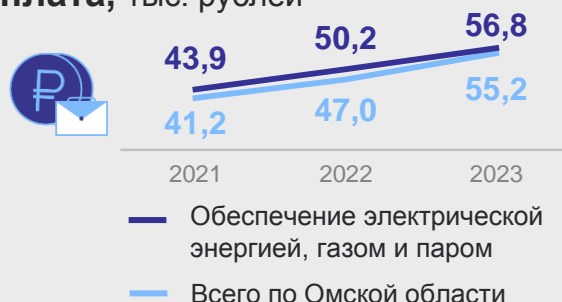 плата, тыс. рублей
43,9 50,2 56,8
41,2 47,0 55,2
2021 2022 2023
Обеспечение электрической
энергией, газом и паром
Всего по Омской области